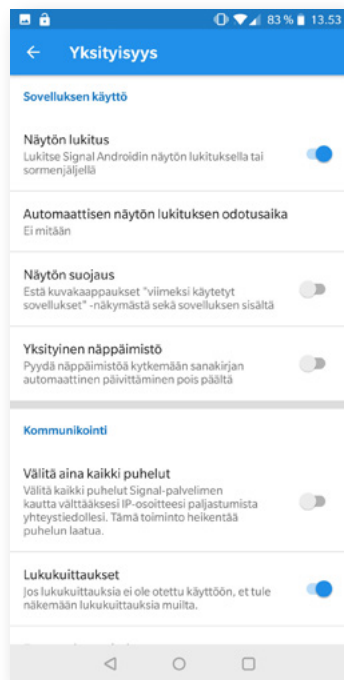 83 % 13.53
Yksityisyys
Sovelluksen käyttö
Näytön lukitus
Lukitse Signal Androidin näytön lukituksella tai
sormenjäljellä
Automaattisen näytön lukituksen odotusaika
Ei mitään
Näytön suojaus
Estä kuvakaappaukset "viimeksi käytetyt
sovellukset" -näkymästä sekä sovelluksen sisältä
Yksityinen näppäimistö
Pyydä näppäimistöä kytkemään sanakirjan
automaattinen päivittäminen pois päältä
Kommunikointi
Välitä aina kaikki puhelut
Välitä kaikki puhelut Signal-palvelimen
kautta välttääksesi IP-osoitteesi paljastumista
yhteystiedollesi. Tämä toiminto heikentää
puhelun laatua.
Lukukuittaukset
Jos lukukuittauksia ei ole otettu käyttöön, et tule
näkemään lukukuittauksia muilta.